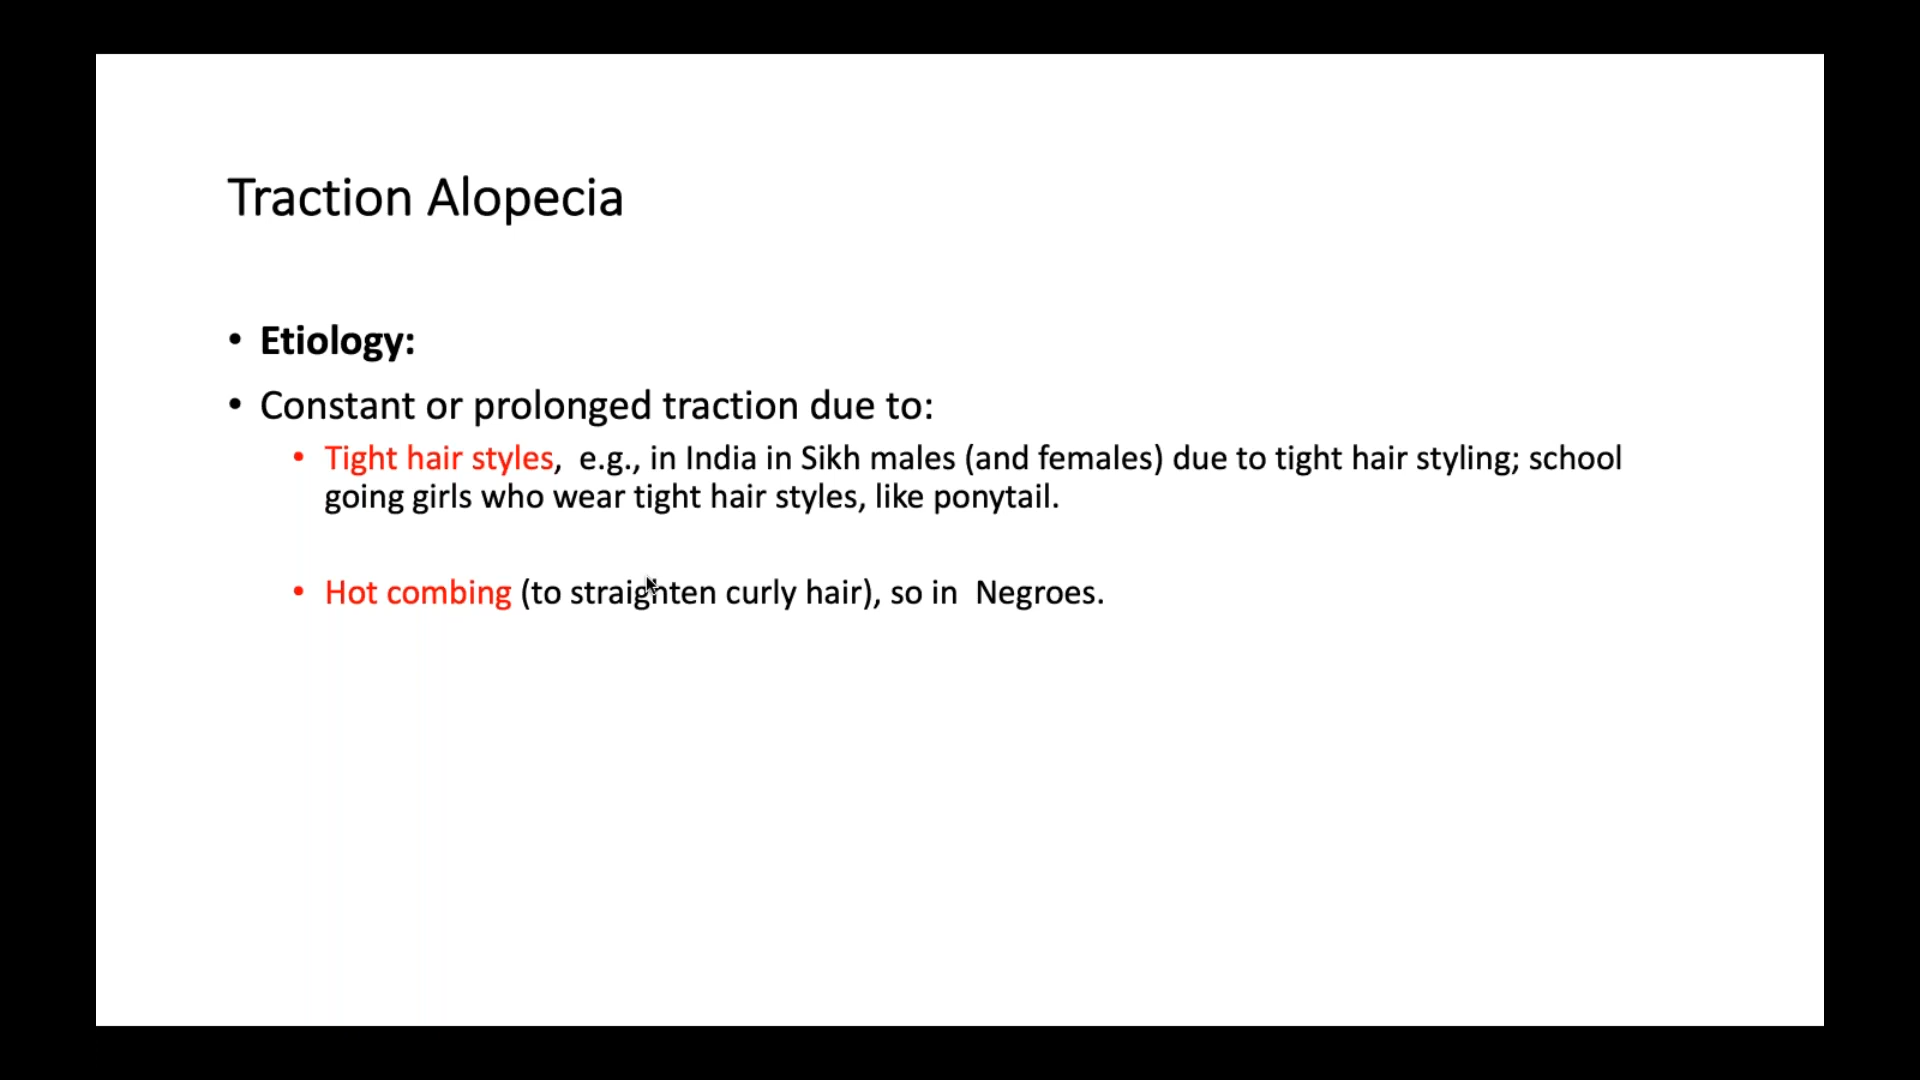 Traction Alopecia
• Etiology:
• Constant or prolonged traction due to:
• Tight hair styles,  e.g., in India in Sikh males (and females) due to tight hair styling; school
going girls who wear tight hair styles, like ponytail.
• Hot combing (to straighten curly hair), so in  Negroes.